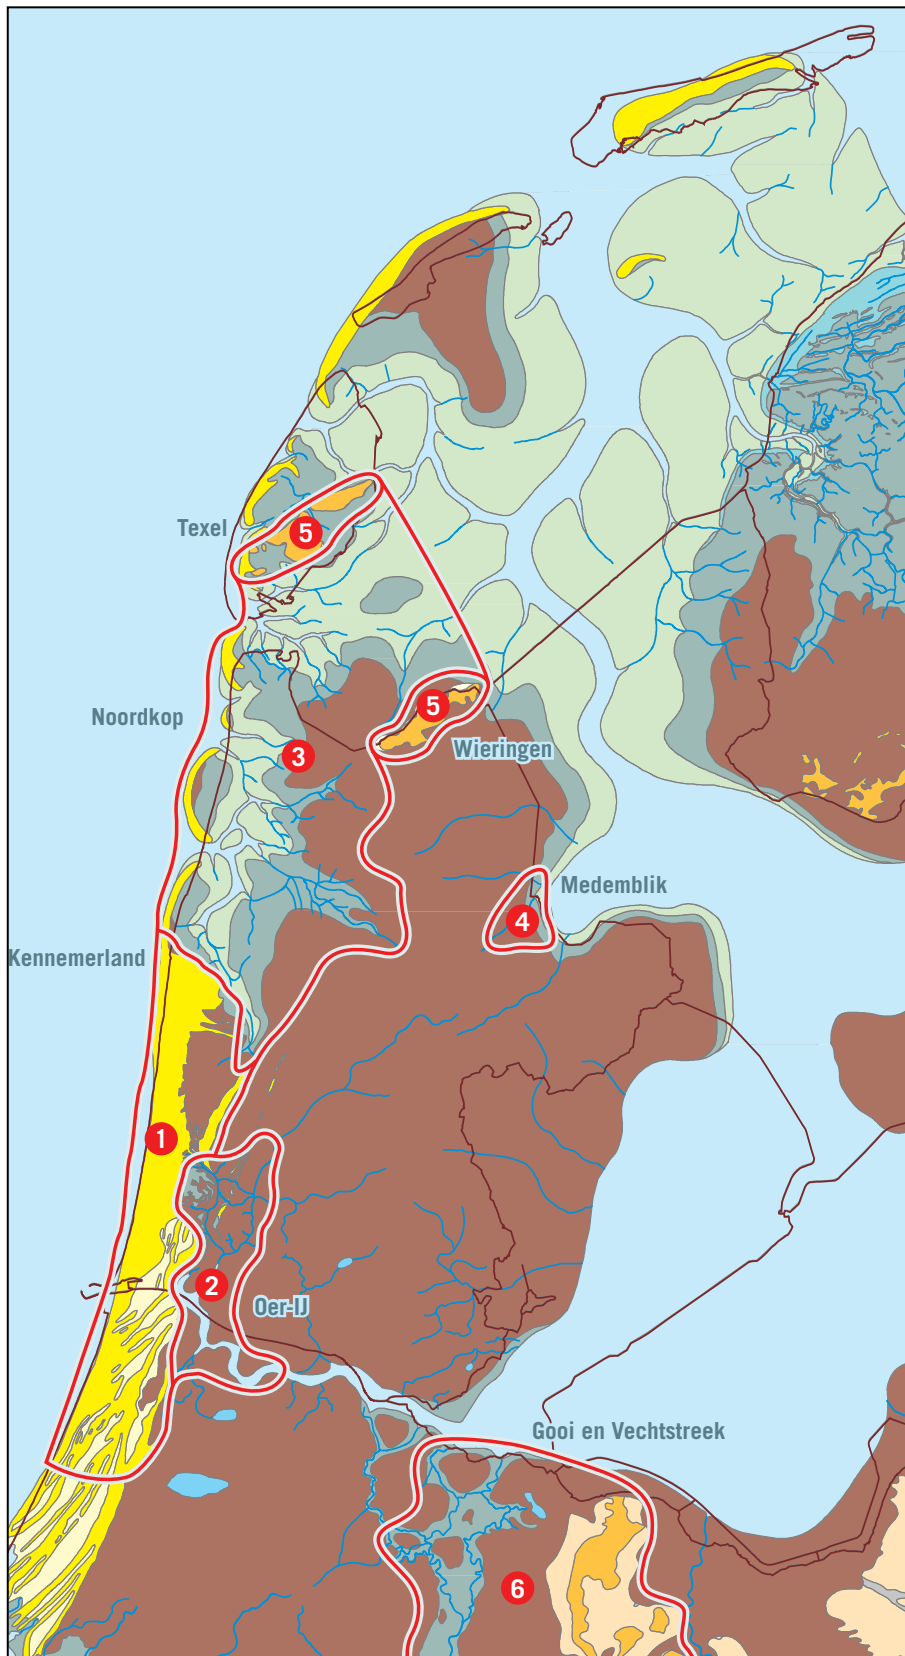 Texel
5
5
Noordkop
Wieringen
3
Medemblik
4
Kennemerland
1
2
Oer-IJ
Gooi en Vechtstreek
6